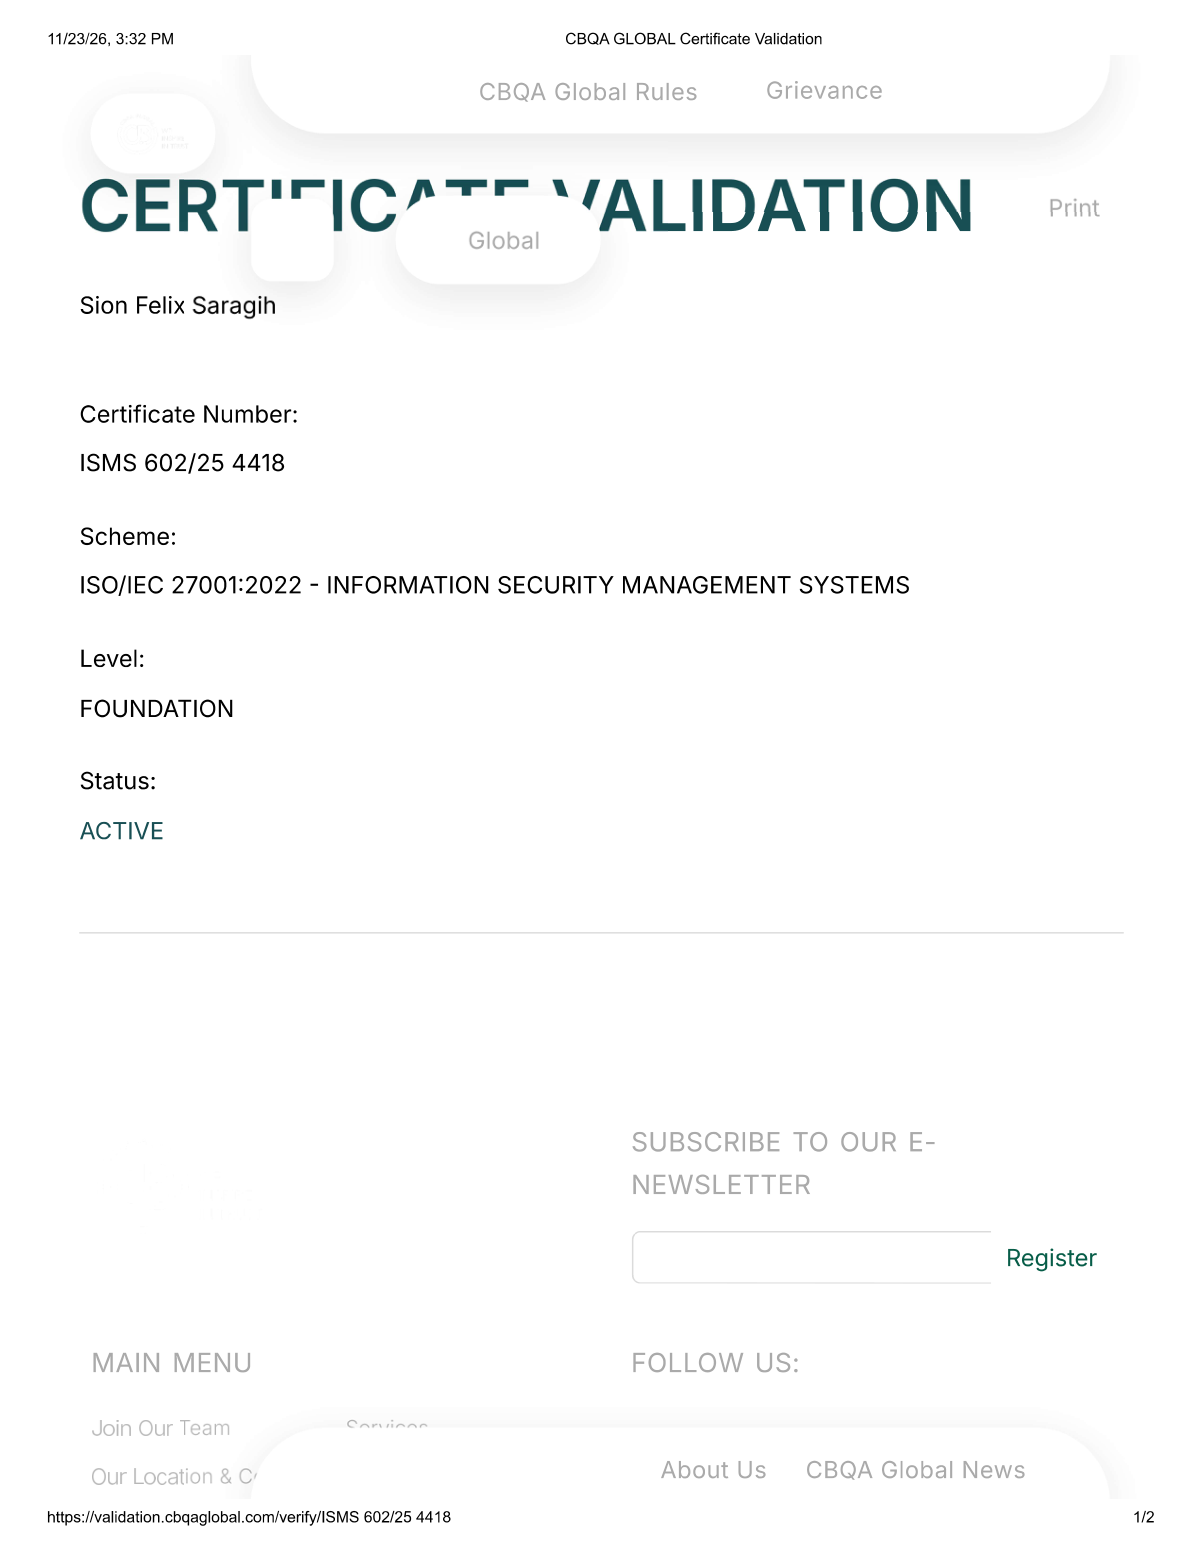 11/23/26, 3:32 PM
CBQA GLOBAL Certificate Validation
CBQA Global Rules
Grievance
CERTIFICATE VALIDATION
Print
Global
Sion Felix Saragih
Certificate Number:
ISMS 602/25 4418
Scheme:
ISO/IEC 27001:2022 - INFORMATION SECURITY MANAGEMENT SYSTEMS
Level:
FOUNDATION
Status:
ACTIVE
SUBSCRIBE TO OUR E-
NEWSLETTER
Register
MAIN MENU
FOLLOW US:
Join Our Team
Services
Our Location &
About Us
CBQA Global News
https://validation.cbqaglobal.com/verify/ISMS 602/25 4418
1/2